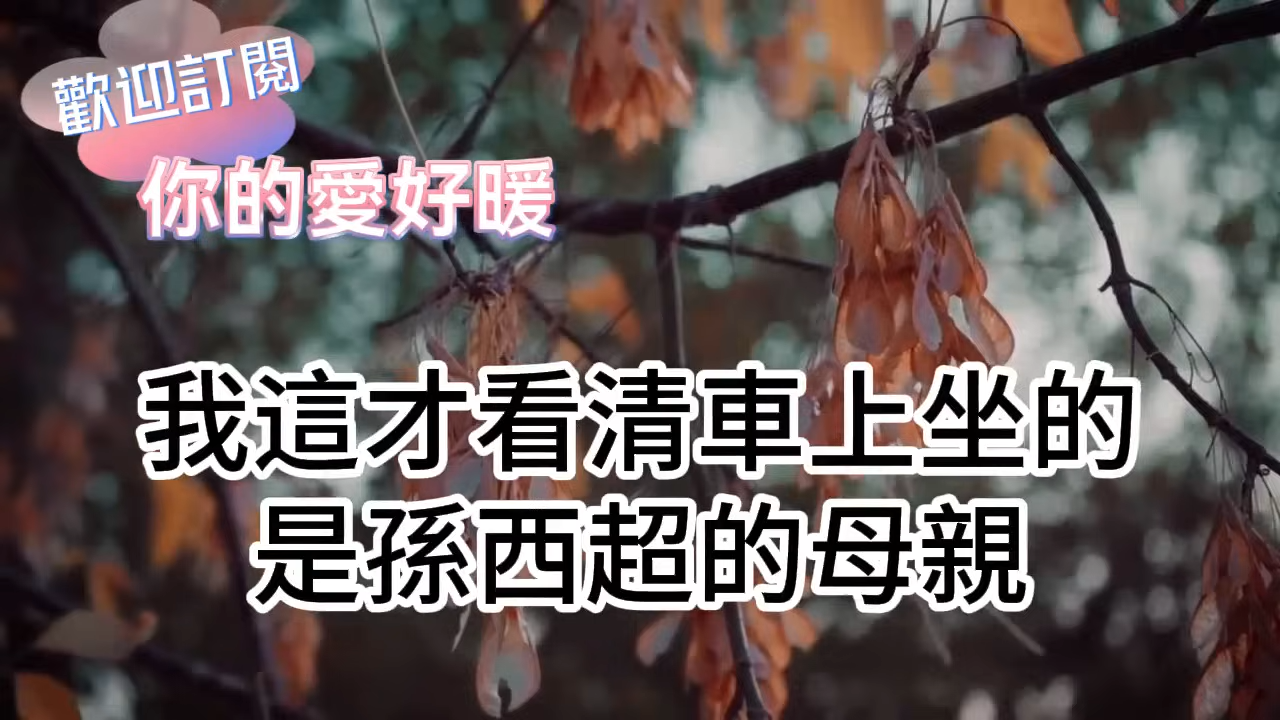 歡迎訂閱
你的愛好暖
我這才看清車上坐的
是孫西超的母親